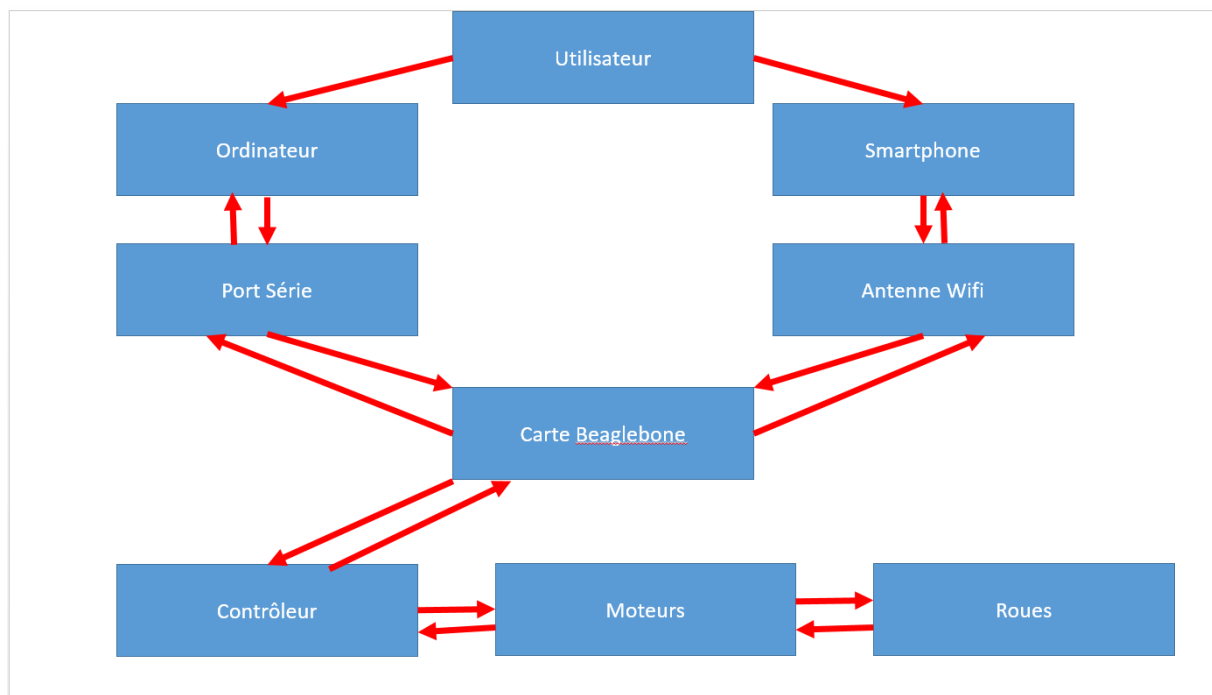 Utilisateur
Ordinateur
Smartphone
Port Série
Antenne Wifi
Carte Beaglebone
Contrôleur
Moteurs
Roues